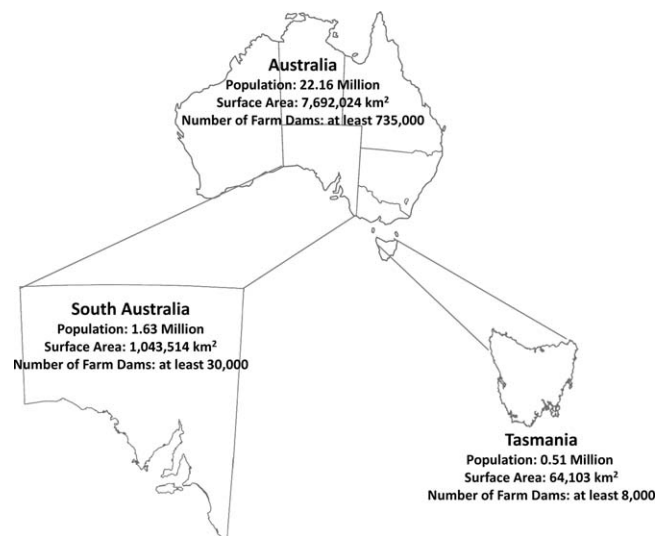 Australia
Population: 22.16 Million
Surface Area: 7,692,024 km²
Number of Farm Dams: at least 735,000
South Australia
Population: 1.63 Million
Surface Area: 1,043,514 km²
Number of Farm Dams: at least 30,000
Tasmania
Population: 0.51 Million
Surface Area: 64,103 km²
Number of Farm Dams: at least 8,000